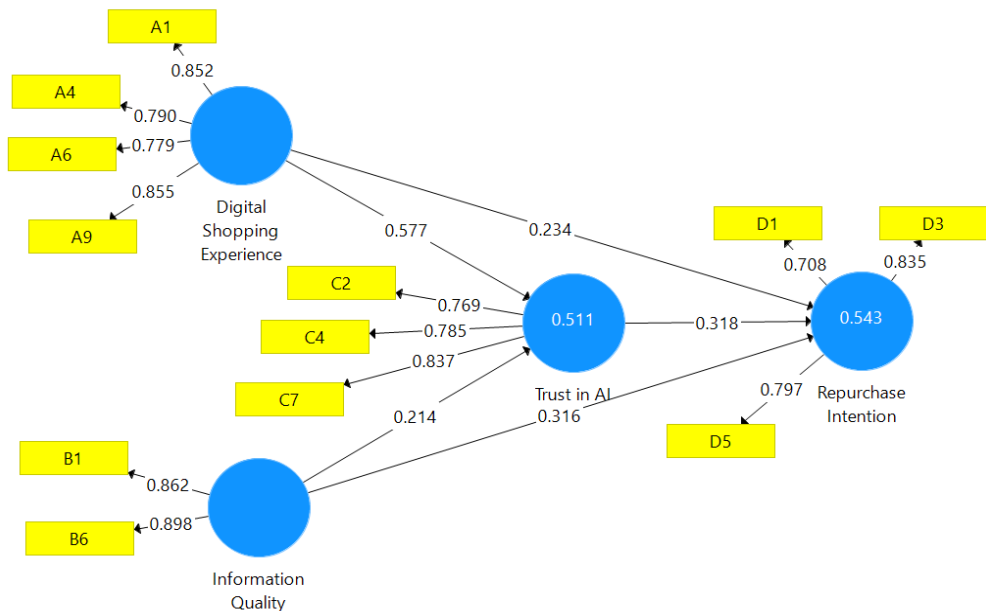 A1
0.852
A4
0.790
A6
0.779
0.855
A9
Digital
Shopping
Experience
0.577
0.234
D1
D3
0.708
0.835
C2
0.769
C4
0.785
C7
0.837
0.511
Trust in AI
0.318
0.543
Repurchase
Intention
0.797
D5
0.214
0.316
B1
0.862
B6
0.898
Information
Quality